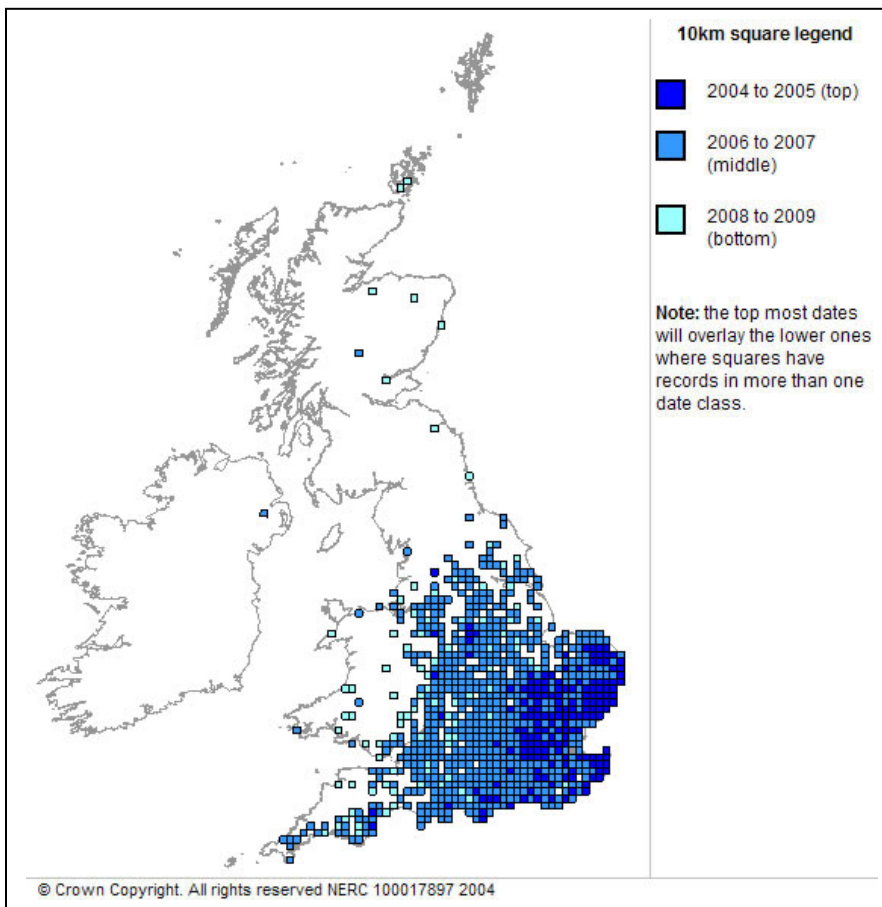 10km square legend
2004 to 2005 (top)
2006 to 2007
(middle)
2008 to 2009
(bottom)
Note: the top most dates
will overlay the lower ones
where squares have
records in more than one
date class.
© Crown Copyright. All rights reserved NERC 100017897 2004